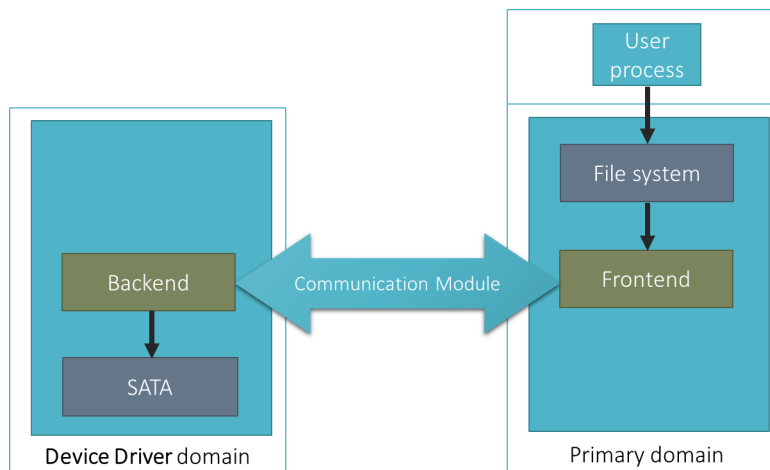 User
process
File system
Frontend
Communication Module
Backend
SATA
Device Driver domain
Primary domain